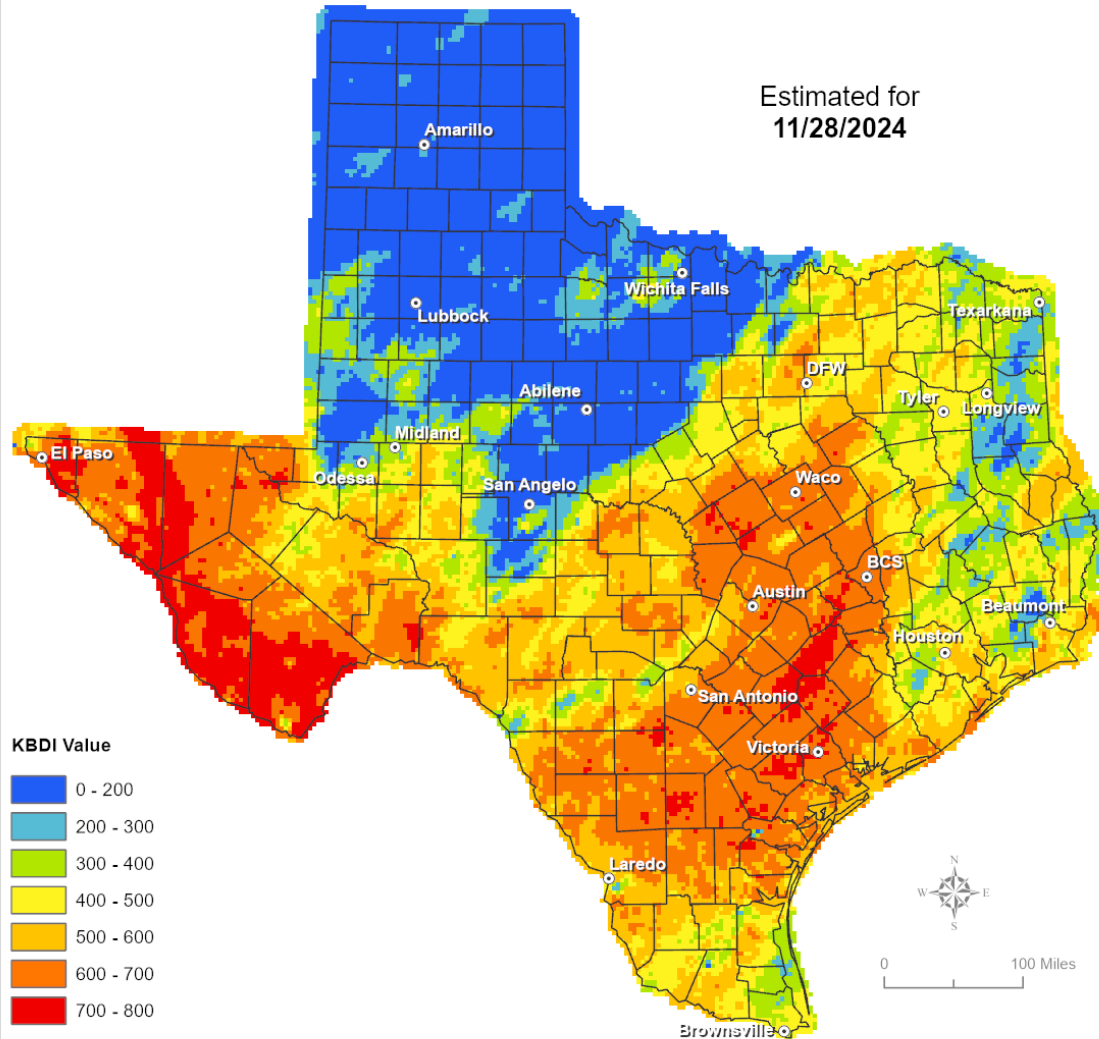 Estimated for
11/28/2024
Amarillo
Wichita Falls
Lubbock
Texarkana
DFW
Abilene
Tyler
Longview
Midland
El Paso
Odessa
San Angelo
Waco
BCS
Austin
Beaumont
Houston
San Antonio
Victoria
Laredo
Brownsville
KBDI Value
0 - 200
200 - 300
300 - 400
400 - 500
500 - 600
600 - 700
700 - 800
N
W E
S
0 100 Miles